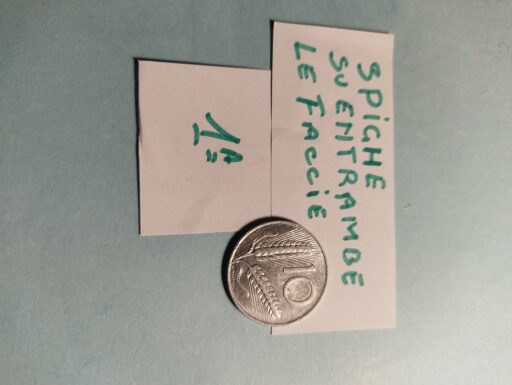 SPIGHE
SU ENTRAMBE
LE FACCIE
1A
10